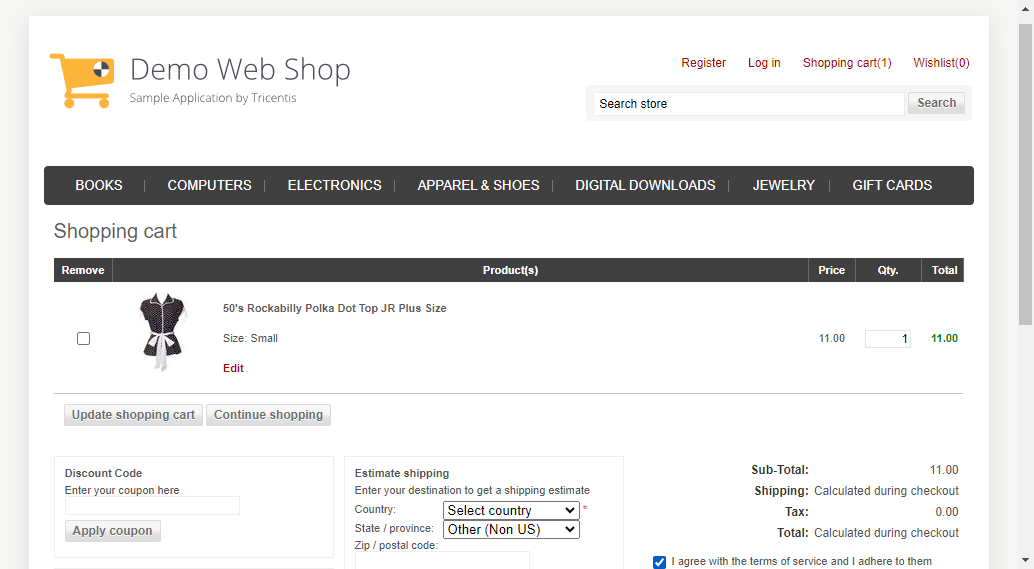 Demo Web Shop
Sample Application by Tricentis
Register Log in Shopping cart(1) Wishlist(0)
Search store Search
BOOKS COMPUTERS ELECTRONICS APPAREL & SHOES DIGITAL DOWNLOADS JEWELRY GIFT CARDS
Shopping cart
Remove Product(s) Price Qty. Total
50's Rockabilly Polka Dot Top JR Plus Size
Size: Small 11.00 1 11.00
Edit
Update shopping cart Continue shopping
Discount Code
Enter your coupon here
Apply coupon
Estimate shipping
Enter your destination to get a shipping estimate
Country: Select country *
State / province: Other (Non US)
Zip / postal code:
Sub-Total: 11.00
Shipping: Calculated during checkout
Tax: 0.00
Total: Calculated during checkout
I agree with the terms of service and I adhere to them